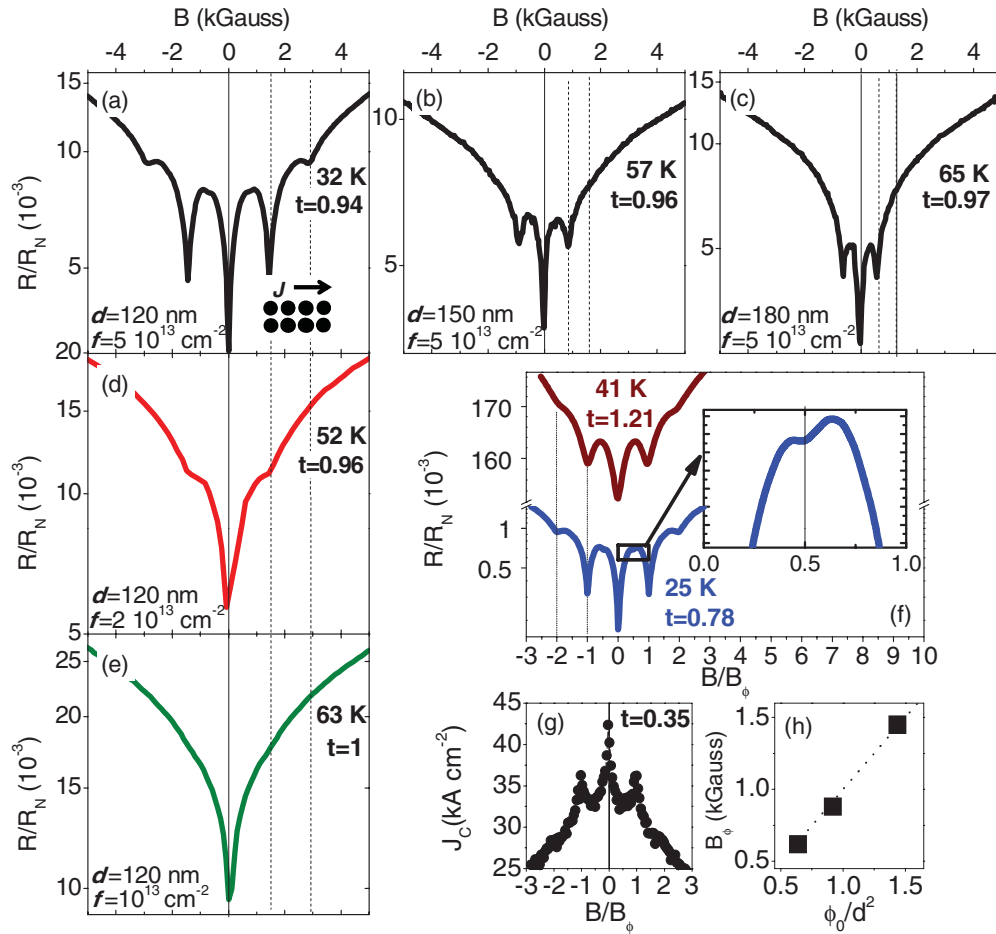 B (kGauss)
B (kGauss)
B (kGauss)
-4 -2 0 2 4
-4 -2 0 2 4
-4 -2 0 2 4
R/R_N (10^-3)
15
10
5
(a)
32 K
t=0.94
J
d=120 nm
f=5 10^13 cm^-2
10
5
(b)
57 K
t=0.96
d=150 nm
f=5 10^13 cm^-2
15
10
5
(c)
65 K
t=0.97
d=180 nm
f=5 10^13 cm^-2
R/R_N (10^-3)
20
15
10
5
(d)
52 K
t=0.96
d=120 nm
f=2 10^13 cm^-2
R/R_N (10^-3)
25
20
15
10
(e)
63 K
t=1
d=120 nm
f=10^13 cm^-2
-4 -2 0 2 4
R/R_N (10^-3)
170
160
1
0.5
41 K
t=1.21
25 K
t=0.78
0.0 0.5 1.0
(f)
-3 -2 -1 0 1 2 3 4 5 6 7 8 9 10
B/B_ϕ
J_C(kA cm^-2)
45
40
35
30
25
(g)
t=0.35
-3 -2 -1 0 1 2 3
B/B_ϕ
B_ϕ (kGauss)
1.5
1.0
0.5
(h)
0.5 1.0 1.5
ϕ_0/d^2